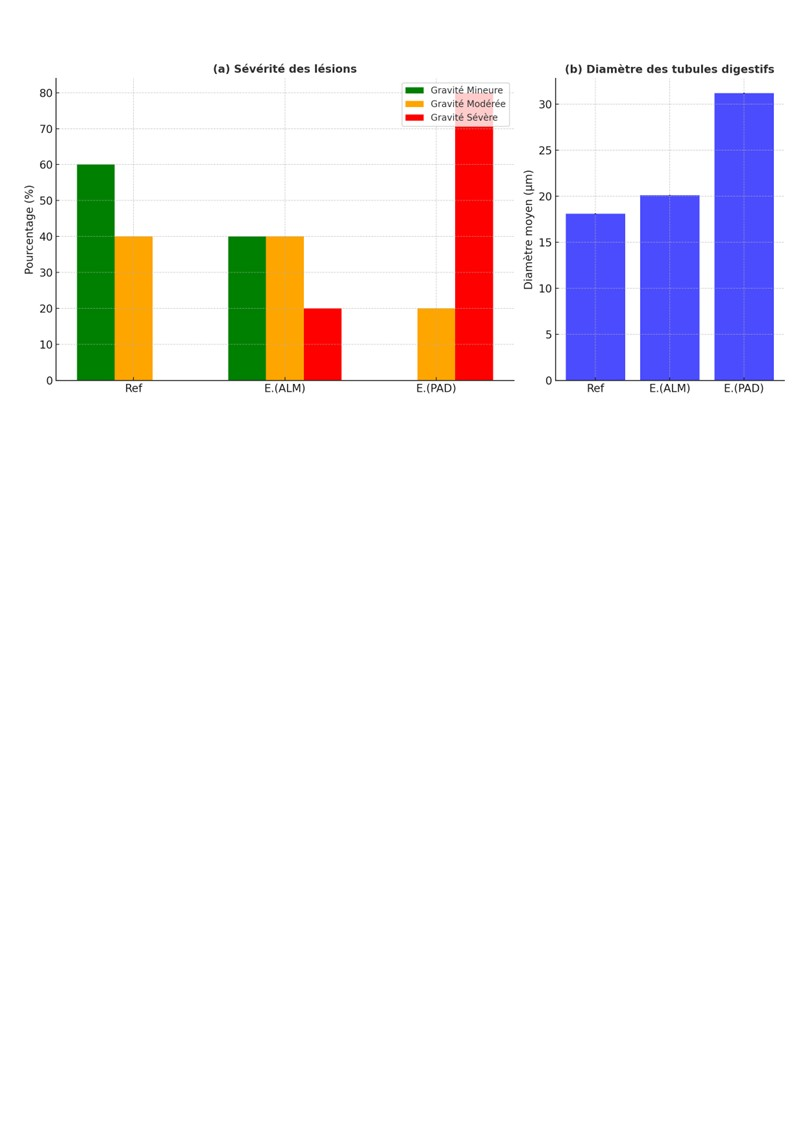 (a) Sévérité des lésions
Gravité Mineure
Gravité Modérée
Gravité Sévère
Pourcentage (%)
80
70
60
50
40
30
20
10
0
Ref
E.(ALM)
E.(PAD)
(b) Diamètre des tubules digestifs
Diamètre moyen (µm)
30
25
20
15
10
5
0
Ref
E.(ALM)
E.(PAD)